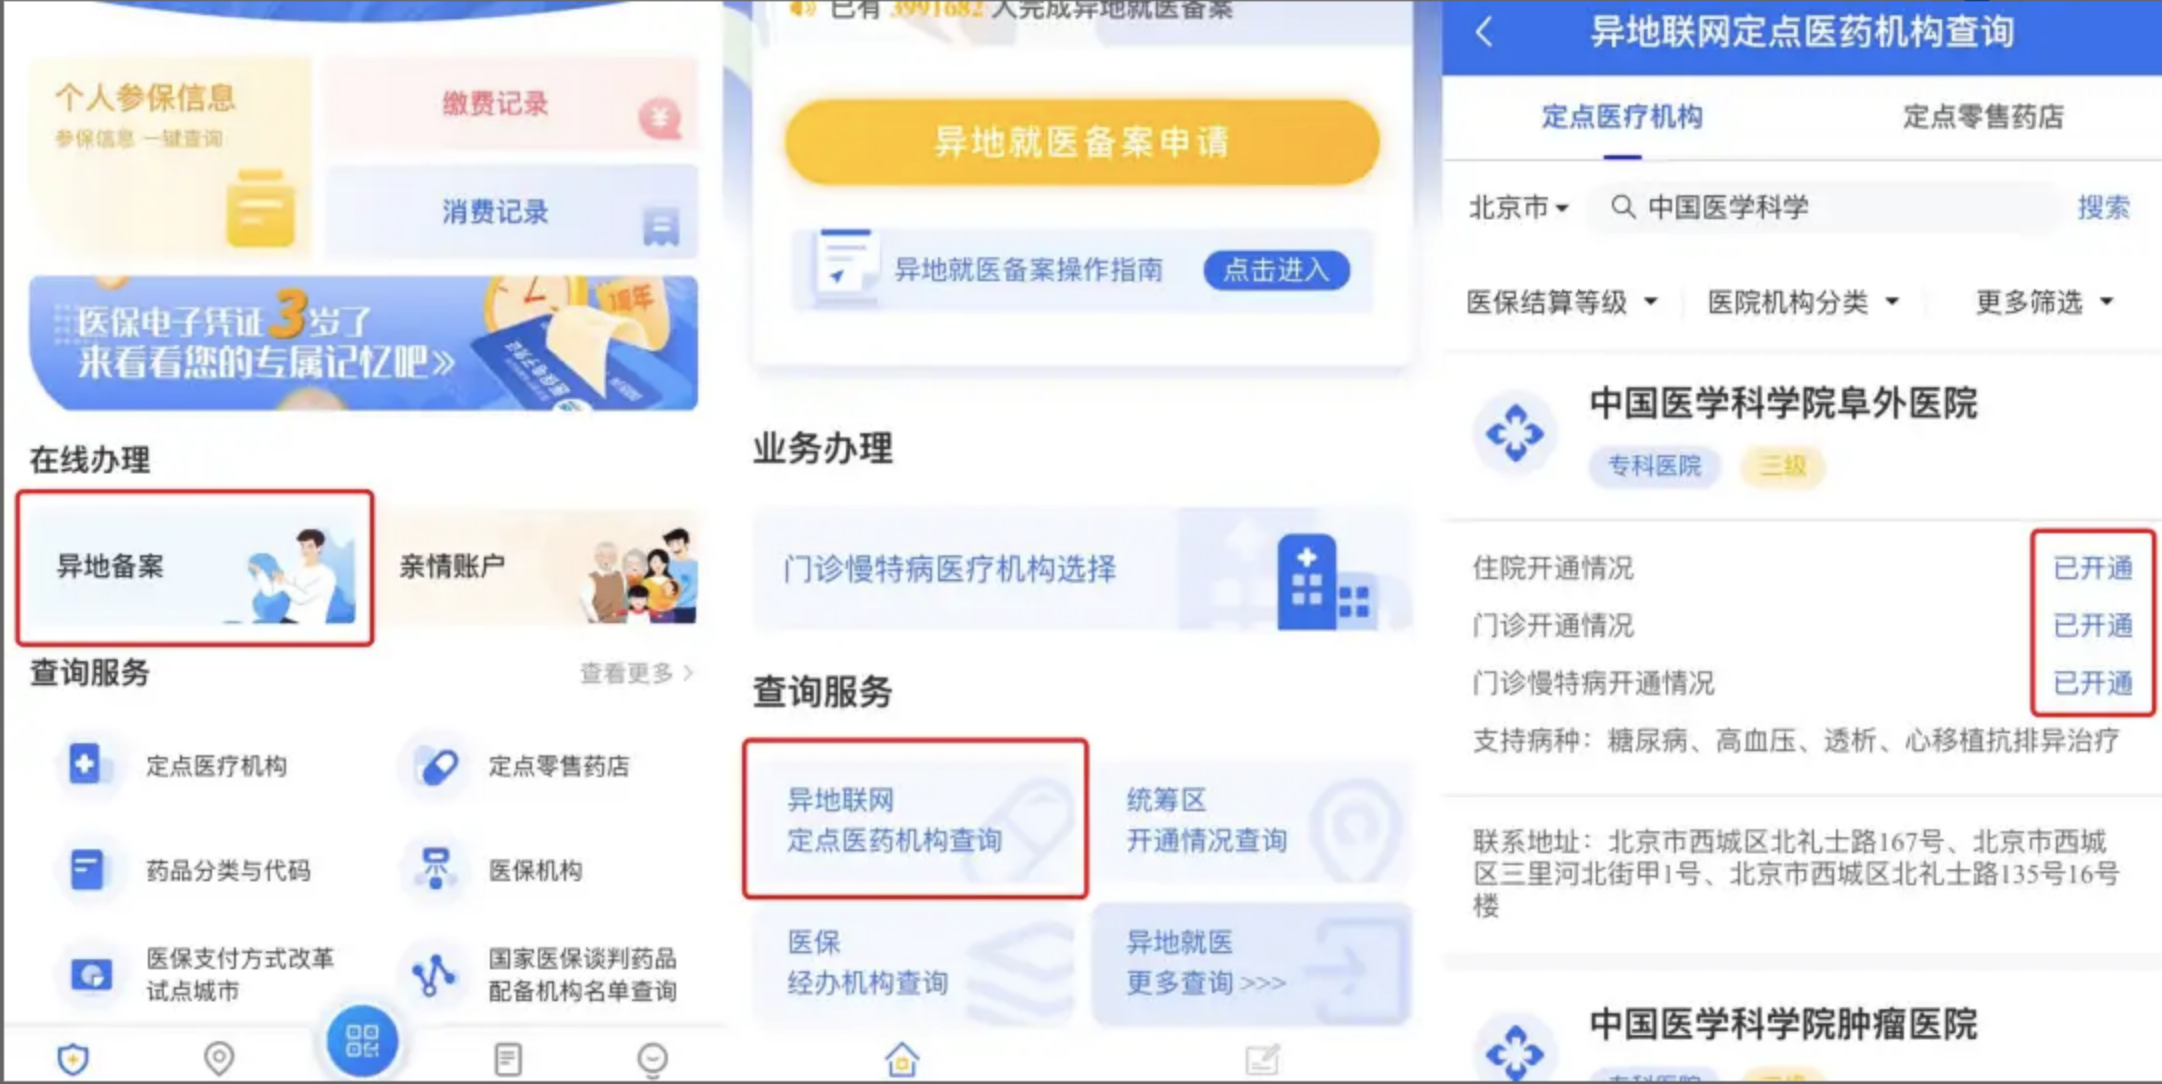 个人参保信息
参保信息 一键查询
缴费记录
消费记录
医保电子凭证3岁了
来看看您的专属记忆吧
在线办理
异地备案
亲情账户
查询服务
查看更多 >
定点医疗机构
定点零售药店
药品分类与代码
医保机构
医保支付方式改革
试点城市
国家医保谈判药品
配备机构名单查询
已有 3991682 人完成异地就医备案
异地就医备案申请
异地就医备案操作指南
点击进入
业务办理
门诊慢特病医疗机构选择
查询服务
异地联网
定点医药机构查询
统筹区
开通情况查询
医保
经办机构查询
异地就医
更多查询 >>>
异地联网定点医药机构查询
定点医疗机构
定点零售药店
北京市
中国医学科学
搜索
医保结算等级
医院机构分类
更多筛选
中国医学科学院阜外医院
专科医院
三级
住院开通情况
已开通
门诊开通情况
已开通
门诊慢特病开通情况
已开通
支持病种：糖尿病、高血压、透析、心移植抗排异治疗
联系地址：北京市西城区北礼士路167号、北京市西城
区三里河北街甲1号、北京市西城区北礼士路135号16号
楼
中国医学科学院肿瘤医院
专科医院
三级